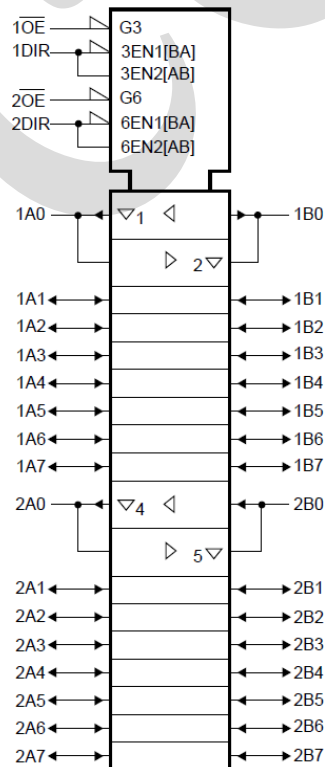 1OE G3
1DIR 3EN1[BA]
3EN2[AB]
2OE G6
2DIR 6EN1[BA]
6EN2[AB]
1A0 1 1B0
2
1A1 1B1
1A2 1B2
1A3 1B3
1A4 1B4
1A5 1B5
1A6 1B6
1A7 1B7
2A0 4 2B0
5
2A1 2B1
2A2 2B2
2A3 2B3
2A4 2B4
2A5 2B5
2A6 2B6
2A7 2B7